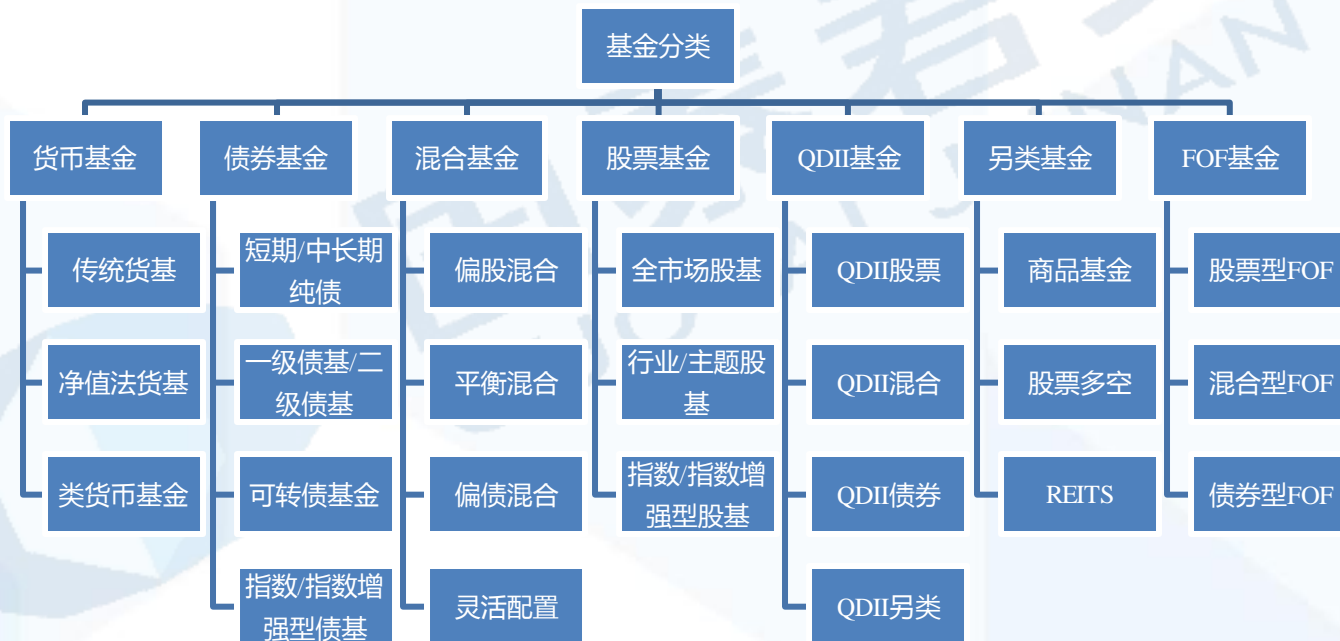 基金分类
货币基金
债券基金
混合基金
股票基金
QDII基金
另类基金
FOF基金
传统货基
短期/中长期
纯债
偏股混合
全市场股基
QDII股票
商品基金
股票型FOF
净值法货基
一级债基/二
级债基
平衡混合
行业/主题股
基
QDII混合
股票多空
混合型FOF
类货币基金
可转债基金
偏债混合
指数/指数增
强型股基
QDII债券
REITS
债券型FOF
指数/指数增
强型债基
灵活配置
QDII另类